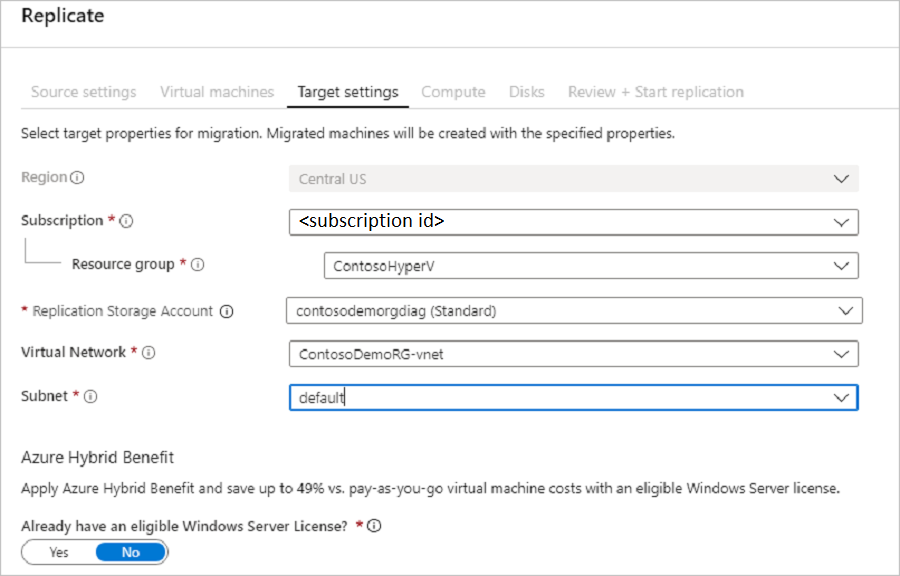 Replicate
Source settings Virtual machines Target settings Compute Disks Review + Start replication
Select target properties for migration. Migrated machines will be created with the specified properties.
Region Central US
Subscription * <subscription id>
Resource group * ContosoHyperV
* Replication Storage Account contosodemorgdiag (Standard)
Virtual Network * ContosoDemoRG-vnet
Subnet * default
Azure Hybrid Benefit
Apply Azure Hybrid Benefit and save up to 49% vs. pay-as-you-go virtual machine costs with an eligible Windows Server license.
Already have an eligible Windows Server License? *
Yes No